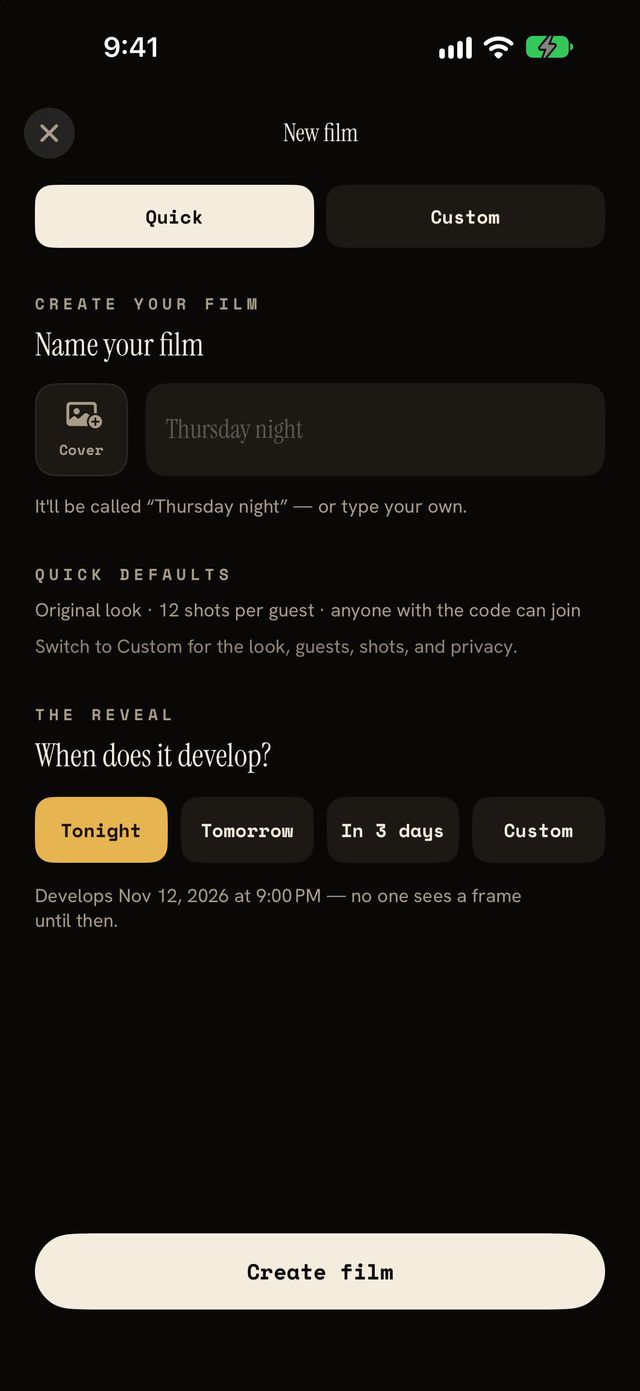 9:41
New film
Quick
Custom
CREATE YOUR FILM
Name your film
Cover
Thursday night
It'll be called “Thursday night” — or type your own.
QUICK DEFAULTS
Original look · 12 shots per guest · anyone with the code can join
Switch to Custom for the look, guests, shots, and privacy.
THE REVEAL
When does it develop?
Tonight
Tomorrow
In 3 days
Custom
Develops Nov 12, 2026 at 9:00 PM — no one sees a frame
until then.
Create film